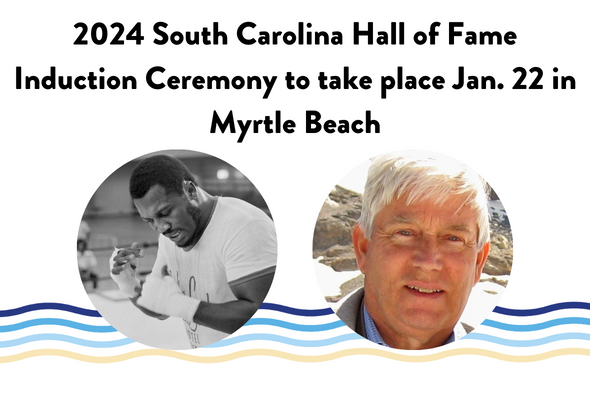 2024 South Carolina Hall of Fame
Induction Ceremony to take place Jan. 22 in
Myrtle Beach